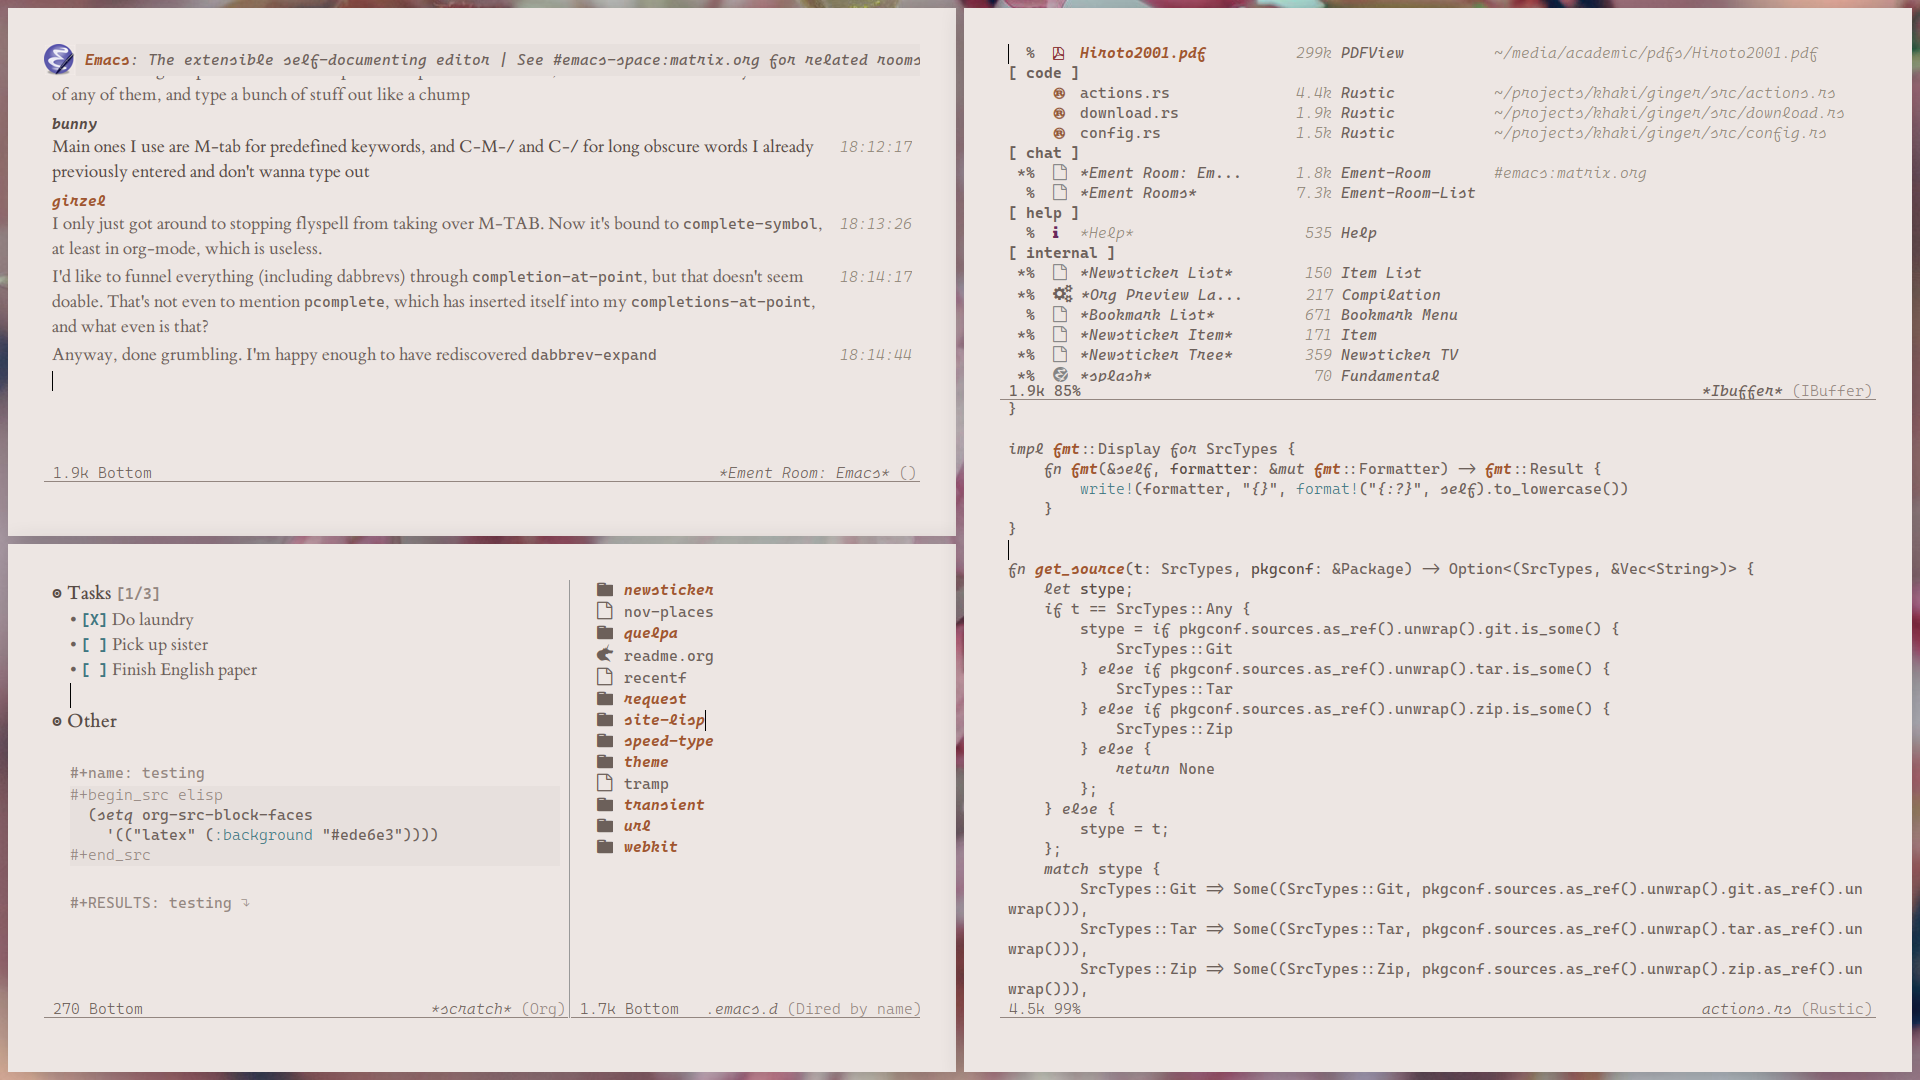 Emacs: The extensible self-documenting editor | See #emacs-space:matrix.org for related rooms
of any of them, and type a bunch of stuff out like a chump
bunny
Main ones I use are M-tab for predefined keywords, and C-M-/ and C-/ for long obscure words I already 18:12:17
previously entered and don't wanna type out
girzel
I only just got around to stopping flyspell from taking over M-TAB. Now it's bound to complete-symbol, 18:13:26
at least in org-mode, which is useless.
I'd like to funnel everything (including dabbrevs) through completion-at-point, but that doesn't seem 18:14:17
doable. That's not even to mention pcomplete, which has inserted itself into my completions-at-point,
and what even is that?
Anyway, done grumbling. I'm happy enough to have rediscovered dabbrev-expand 18:14:44
1.9k Bottom *Ement Room: Emacs* ()
Tasks [1/3]
• [X] Do laundry
• [ ] Pick up sister
• [ ] Finish English paper
Other
#+name: testing
#+begin_src elisp
(setq org-src-block-faces
'(("latex" (:background "#ede6e3"))))
#+end_src
#+RESULTS: testing ⤵
270 Bottom *scratch* (Org)
newsticker
nov-places
quelpa
readme.org
recentf
request
site-lisp
speed-type
theme
tramp
transient
url
webkit
1.7k Bottom .emacs.d (Dired by name)
% Hiroto2001.pdf 299k PDFView ~/media/academic/pdfs/Hiroto2001.pdf
[ code ]
actions.rs 4.4k Rustic ~/projects/khaki/ginger/src/actions.rs
download.rs 1.9k Rustic ~/projects/khaki/ginger/src/download.rs
config.rs 1.5k Rustic ~/projects/khaki/ginger/src/config.rs
[ chat ]
*% *Ement Room: Em... 1.8k Ement-Room #emacs:matrix.org
% *Ement Rooms* 7.3k Ement-Room-List
[ help ]
% *Help* 535 Help
[ internal ]
*% *Newsticker List* 150 Item List
*% *Org Preview La... 217 Compilation
% *Bookmark List* 671 Bookmark Menu
*% *Newsticker Item* 171 Item
*% *Newsticker Tree* 359 Newsticker TV
*% *splash* 70 Fundamental
1.9k 85% *Ibuffer* (IBuffer)
}
impl fmt::Display for SrcTypes {
fn fmt(&self, formatter: &mut fmt::Formatter) -> fmt::Result {
write!(formatter, "{}", format!("{:?}", self).to_lowercase())
}
}
fn get_source(t: SrcTypes, pkgconf: &Package) -> Option<(SrcTypes, &Vec<String>)> {
let stype;
if t == SrcTypes::Any {
stype = if pkgconf.sources.as_ref().unwrap().git.is_some() {
SrcTypes::Git
} else if pkgconf.sources.as_ref().unwrap().tar.is_some() {
SrcTypes::Tar
} else if pkgconf.sources.as_ref().unwrap().zip.is_some() {
SrcTypes::Zip
} else {
return None
};
} else {
stype = t;
};
match stype {
SrcTypes::Git => Some((SrcTypes::Git, pkgconf.sources.as_ref().unwrap().git.as_ref().un
wrap())),
SrcTypes::Tar => Some((SrcTypes::Tar, pkgconf.sources.as_ref().unwrap().tar.as_ref().un
wrap())),
SrcTypes::Zip => Some((SrcTypes::Zip, pkgconf.sources.as_ref().unwrap().zip.as_ref().un
wrap())),
4.5k 99% actions.rs (Rustic)